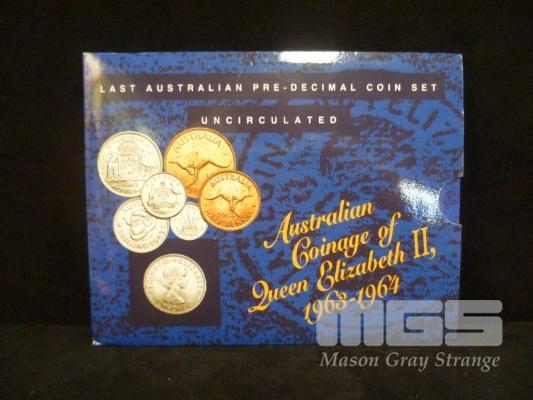 LAST AUSTRALIAN PRE-DECIMAL COIN SET
UNCIRCULATED
AUSTRALIA
Australian
Coinage of
Queen Elizabeth II,
1963-1964
MGS
Mason Gray Strange